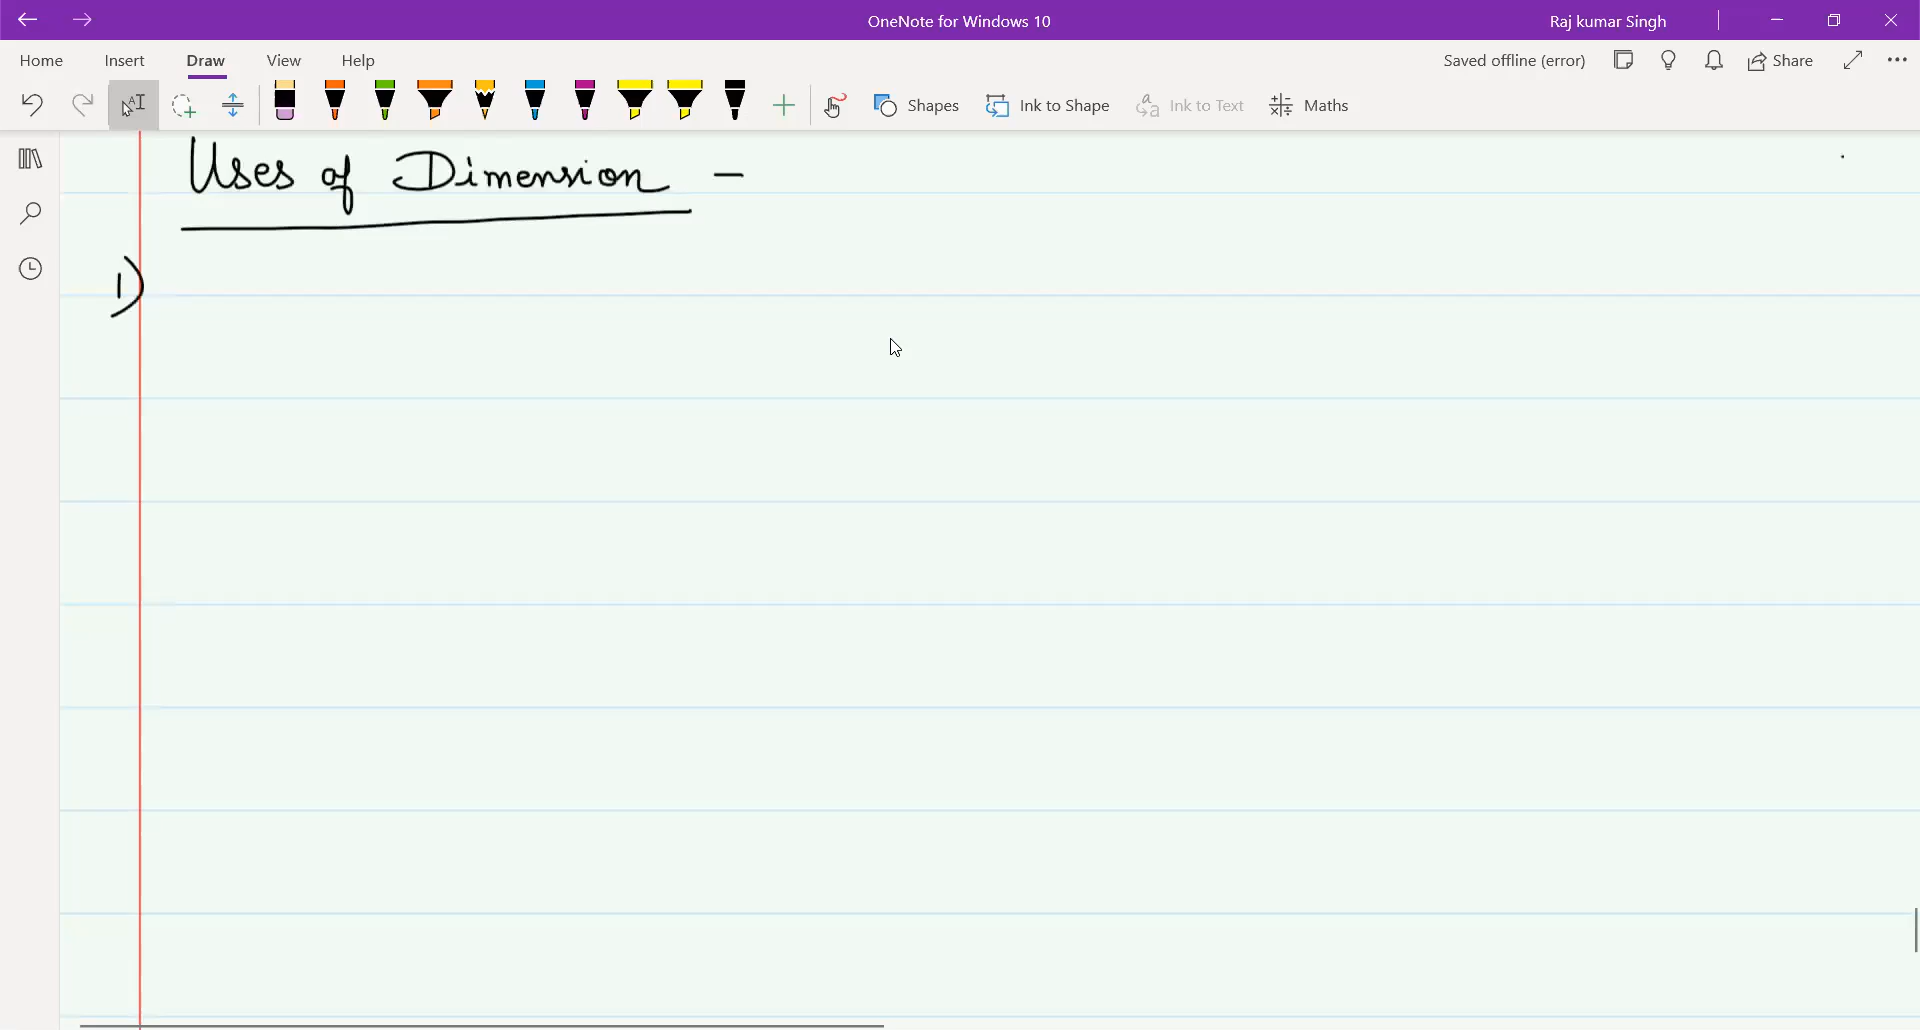 OneNote for Windows 10
Raj kumar Singh
Home Insert Draw View Help
Saved offline (error)
Share
Shapes
Ink to Shape
Ink to Text
Maths
Uses of Dimension –
1)